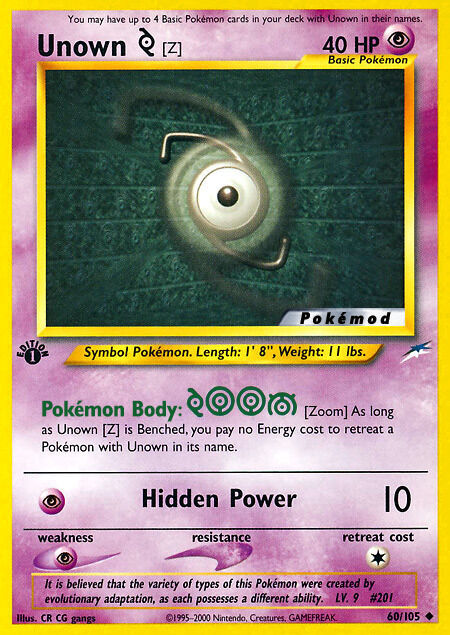 You may have up to 4 Basic Pokémon cards in your deck with Unown in their names.
Unown [Z] 40 HP
Basic Pokémon
Pokémod
EDITION 1
Symbol Pokémon. Length: 1' 8", Weight: 11 lbs.
Pokémon Body: ZOOM [Zoom] As long
as Unown [Z] is Benched, you pay no Energy cost to retreat a
Pokémon with Unown in its name.
Hidden Power 10
weakness resistance retreat cost
It is believed that the variety of types of this Pokémon were created by
evolutionary adaptation, as each possesses a different ability. LV. 9 #201
Illus. CR CG gangs ©1995–2000 Nintendo, Creatures, GAMEFREAK. 60/105